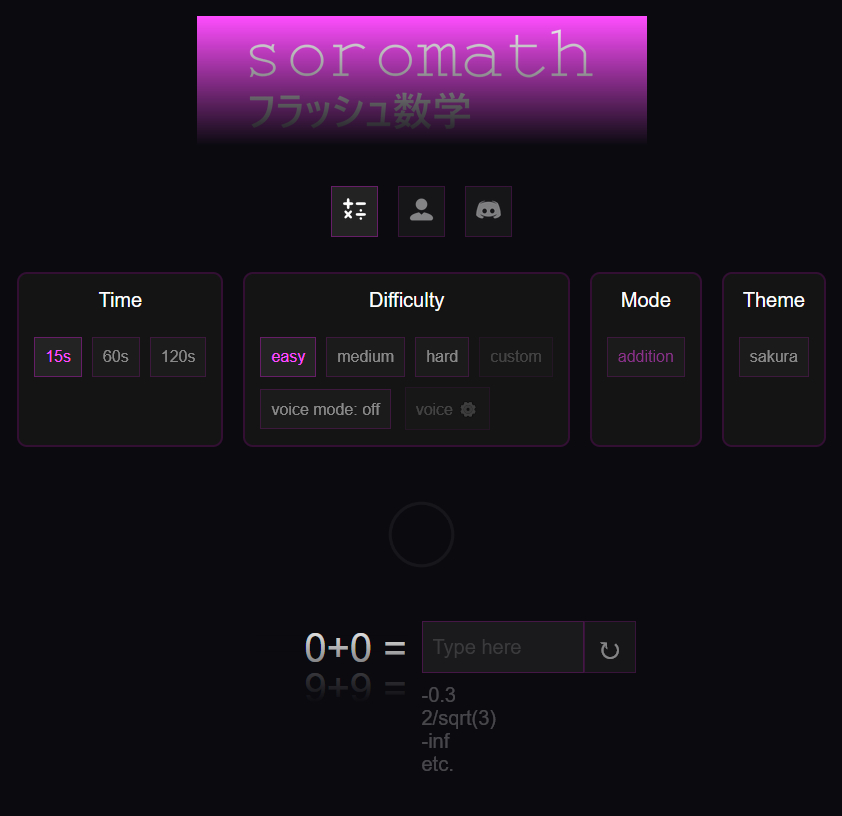 soromath
フラッシュ数学
Time
15s 60s 120s
Difficulty
easy medium hard custom
voice mode: off voice
Mode
addition
Theme
sakura
0+0 = Type here
9+9 =
-0.3
2/sqrt(3)
-inf
etc.